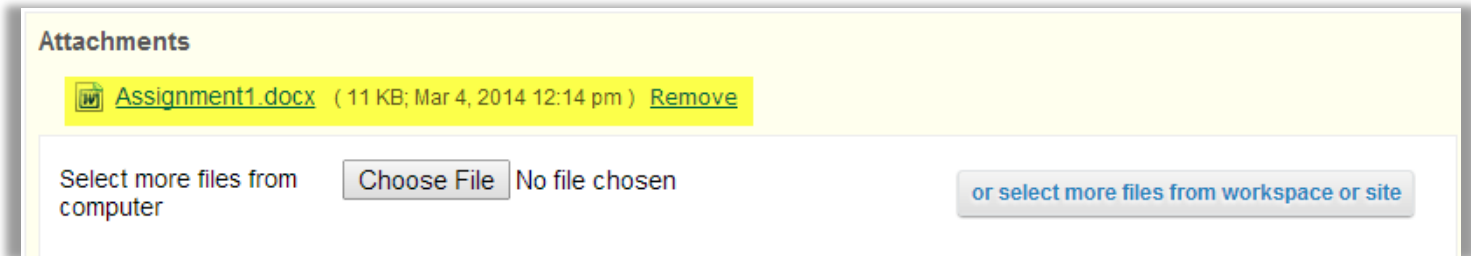 Attachments
Assignment1.docx ( 11 KB; Mar 4, 2014 12:14 pm ) Remove
Select more files from computer Choose File No file chosen
or select more files from workspace or site